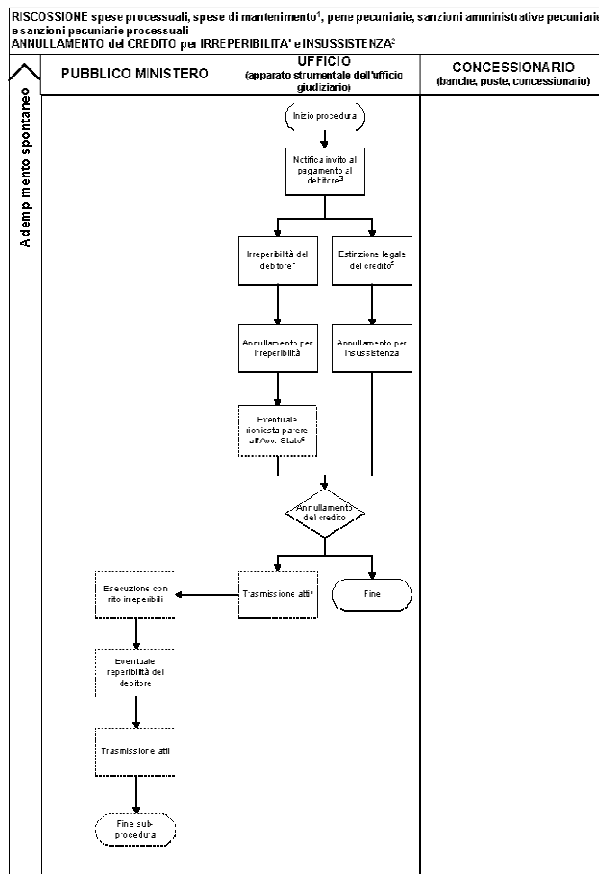 RISCOSSIONE spese processuali, spese di mantenimento¹, pene pecuniarie, sanzioni amministrative pecuniarie
e sanzioni pecuniarie processuali
ANNULLAMENTO del CREDITO per IRREPERIBILITA' e INSUSSISTENZA²
PUBBLICO MINISTERO
UFFICIO
(apparato strumentale dell'ufficio
giudiziario)
CONCESSIONARIO
(banche, poste, concessionario)
Adempimento spontaneo
Inizio procedura
Notifica invito al
pagamento al
debitore³
Irreperibilità del
debitore
Estinzione legale
del credito
Annullamento per
irreperibilità
Annullamento per
insussistenza
Eventuale
richiesta parere
all'Avv. Stato
Annullamento
del credito
Esecuzione con
rito irreperibili
Trasmissione atti
Fine
Eventuale
reperibilità del
debitore
Trasmissione atti
Fine sub-
procedura